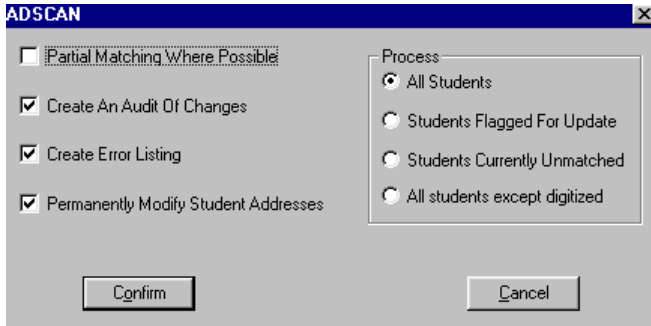 ADSCAN
Partial Matching Where Possible
Create An Audit Of Changes
Create Error Listing
Permanently Modify Student Addresses
Process
All Students
Students Flagged For Update
Students Currently Unmatched
All students except digitized
Confirm
Cancel